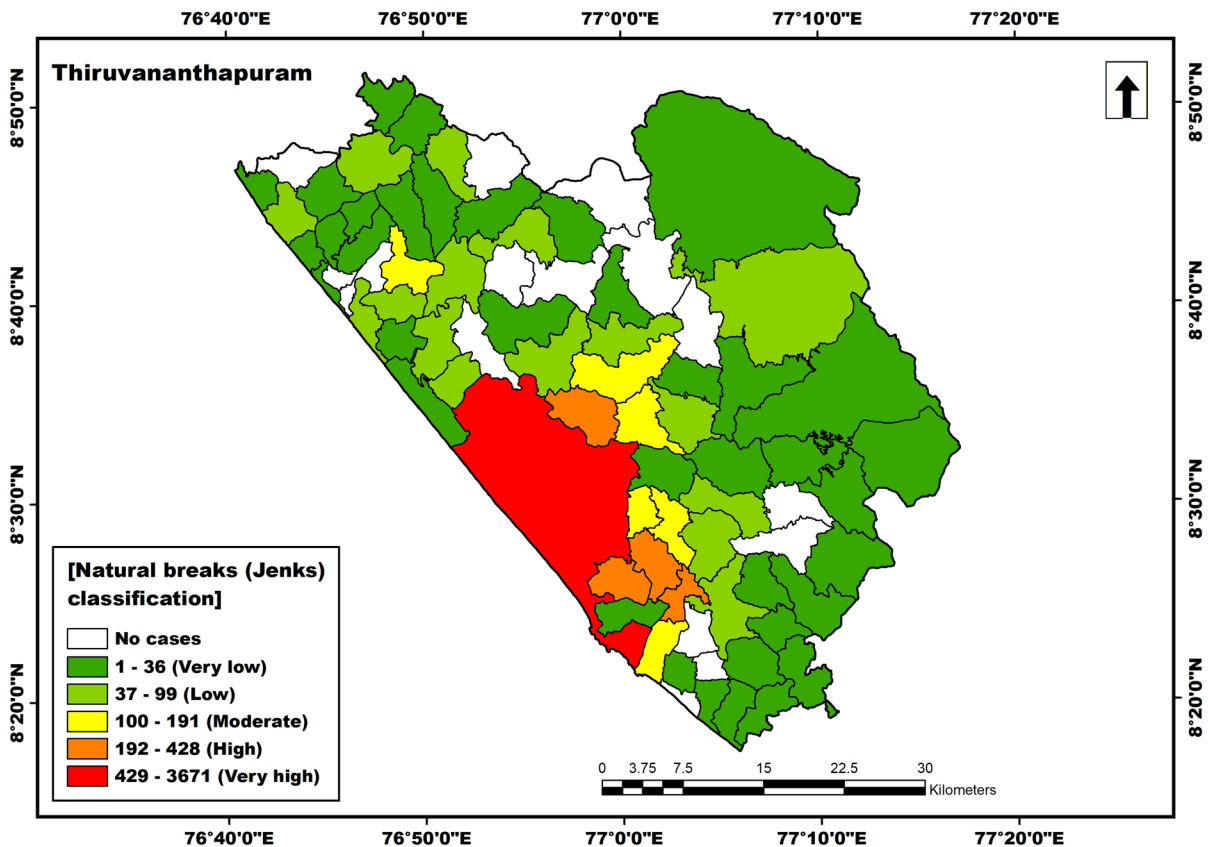 76°40'0"E 76°50'0"E 77°0'0"E 77°10'0"E 77°20'0"E
Thiruvananthapuram
8°50'0"N 8°50'0"N
8°40'0"N 8°40'0"N
8°30'0"N 8°30'0"N
8°20'0"N 8°20'0"N
[Natural breaks (Jenks)
classification]
No cases
1 - 36 (Very low)
37 - 99 (Low)
100 - 191 (Moderate)
192 - 428 (High)
429 - 3671 (Very high)
0 3.75 7.5 15 22.5 30
Kilometers
76°40'0"E 76°50'0"E 77°0'0"E 77°10'0"E 77°20'0"E